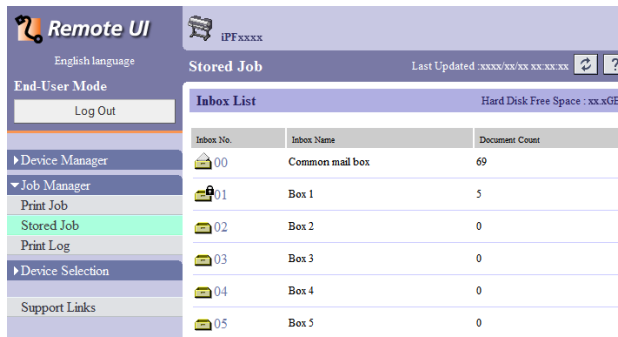 Remote UI
English language
End-User Mode
Log Out
Device Manager
Job Manager
Print Job
Stored Job
Print Log
Device Selection
Support Links
iPFxxxx
Stored Job Last Updated :xxxx/xx/xx xx:xx:xx ?
Inbox List Hard Disk Free Space : xx.xGB
Inbox No. Inbox Name Document Count
00 Common mail box 69
01 Box 1 5
02 Box 2 0
03 Box 3 0
04 Box 4 0
05 Box 5 0